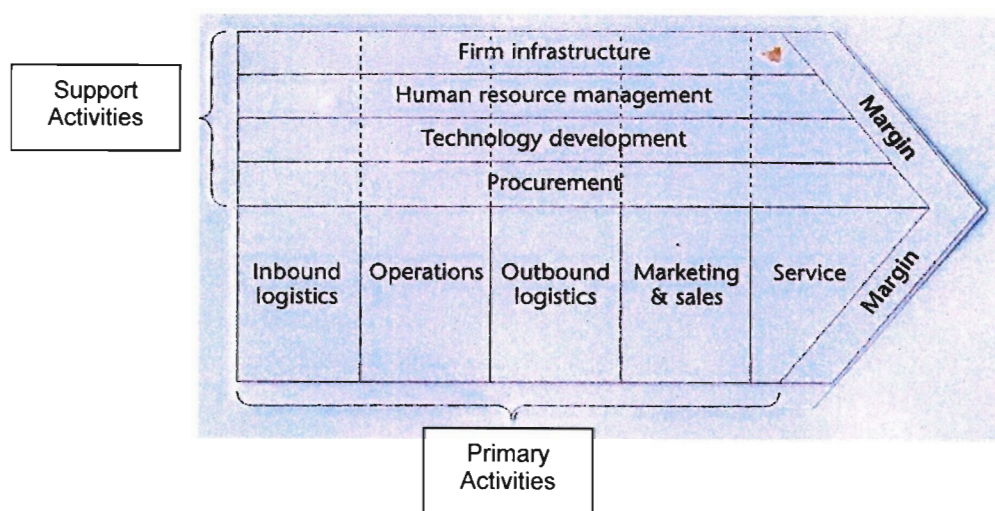 Support
Activities
Firm infrastructure
Human resource management
Technology development
Procurement
Margin
Inbound
logistics
Operations
Outbound
logistics
Marketing
& sales
Service
Margin
Primary
Activities